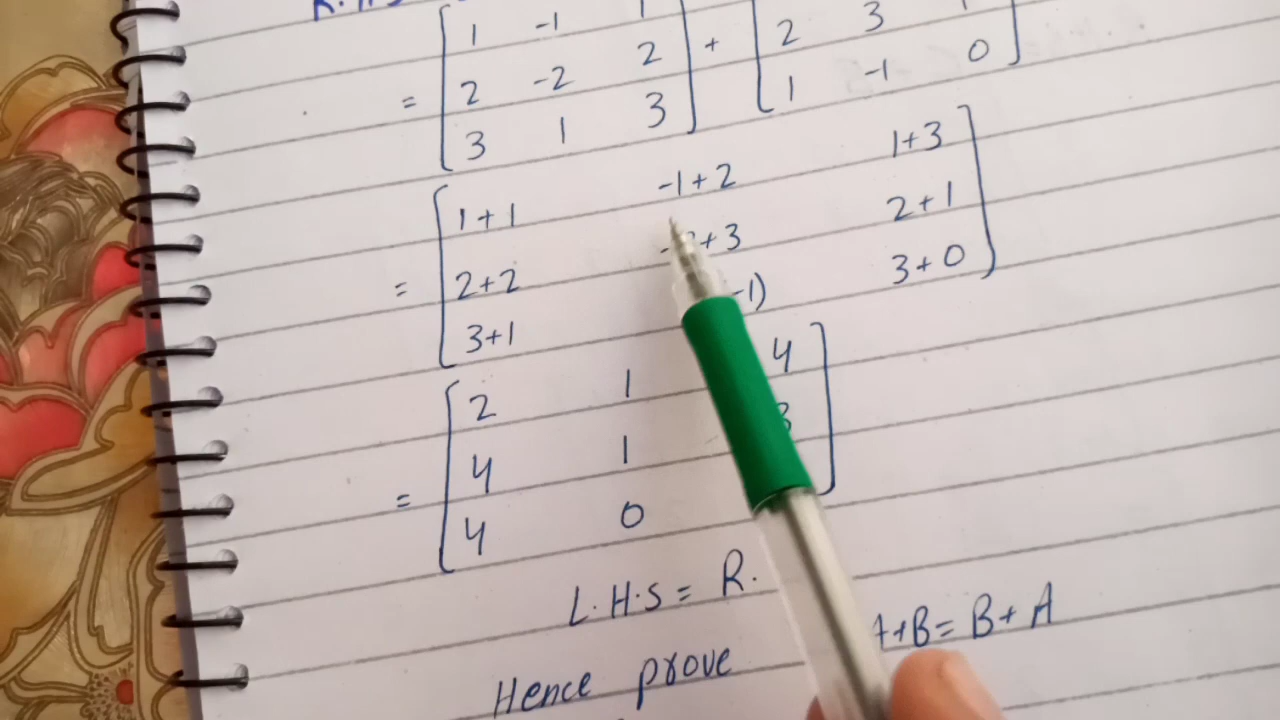 R.H.S
= [ 1 -1 1 ] + [
2 -2 2 2 3 1
3 1 3 1 -1 0
= [ 1+1 -1+2 1+3 ]
2+2 +3 2+1
3+1 -1) 3+0
= [ 2 1 4 ]
4 1 3
4 0
L.H.S = R.
Hence prove A+B = B+A